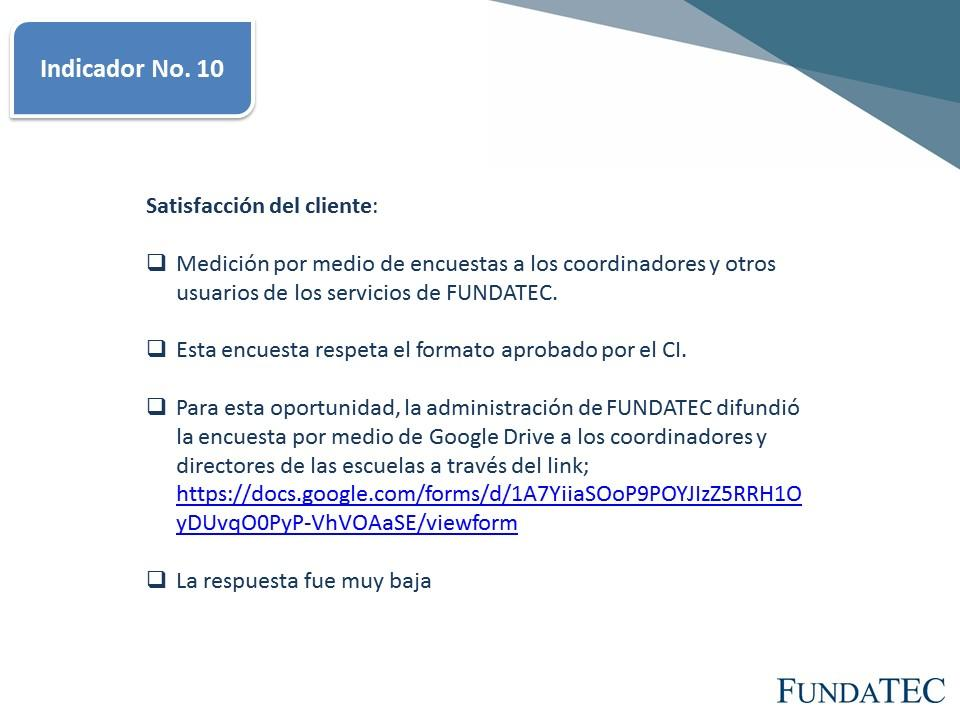 Indicador No. 10
Satisfacción del cliente:
❑ Medición por medio de encuestas a los coordinadores y otros
usuarios de los servicios de FUNDATEC.
❑ Esta encuesta respeta el formato aprobado por el CI.
❑ Para esta oportunidad, la administración de FUNDATEC difundió
la encuesta por medio de Google Drive a los coordinadores y
directores de las escuelas a través del link;
https://docs.google.com/forms/d/1A7YiiaSOoP9POYJIzZ5RRH1O
yDUvqO0PyP-VhVOAaSE/viewform
❑ La respuesta fue muy baja
FUNDATEC